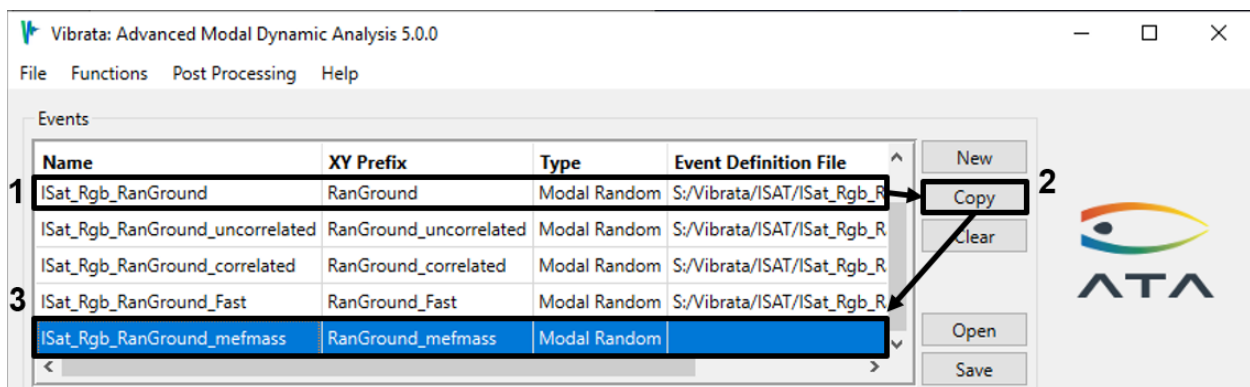 Vibrata: Advanced Modal Dynamic Analysis 5.0.0
File Functions Post Processing Help
Events
Name XY Prefix Type Event Definition File New
1 ISat_Rgb_RanGround RanGround Modal Random S:/Vibrata/ISAT/ISat_Rgb_R Copy 2
ISat_Rgb_RanGround_uncorrelated RanGround_uncorrelated Modal Random S:/Vibrata/ISAT/ISat_Rgb_R Clear
ISat_Rgb_RanGround_correlated RanGround_correlated Modal Random S:/Vibrata/ISAT/ISat_Rgb_R
ATA
3 ISat_Rgb_RanGround_Fast RanGround_Fast Modal Random S:/Vibrata/ISAT/ISat_Rgb_R
ISat_Rgb_RanGround_mefmass RanGround_mefmass Modal Random Open
Save